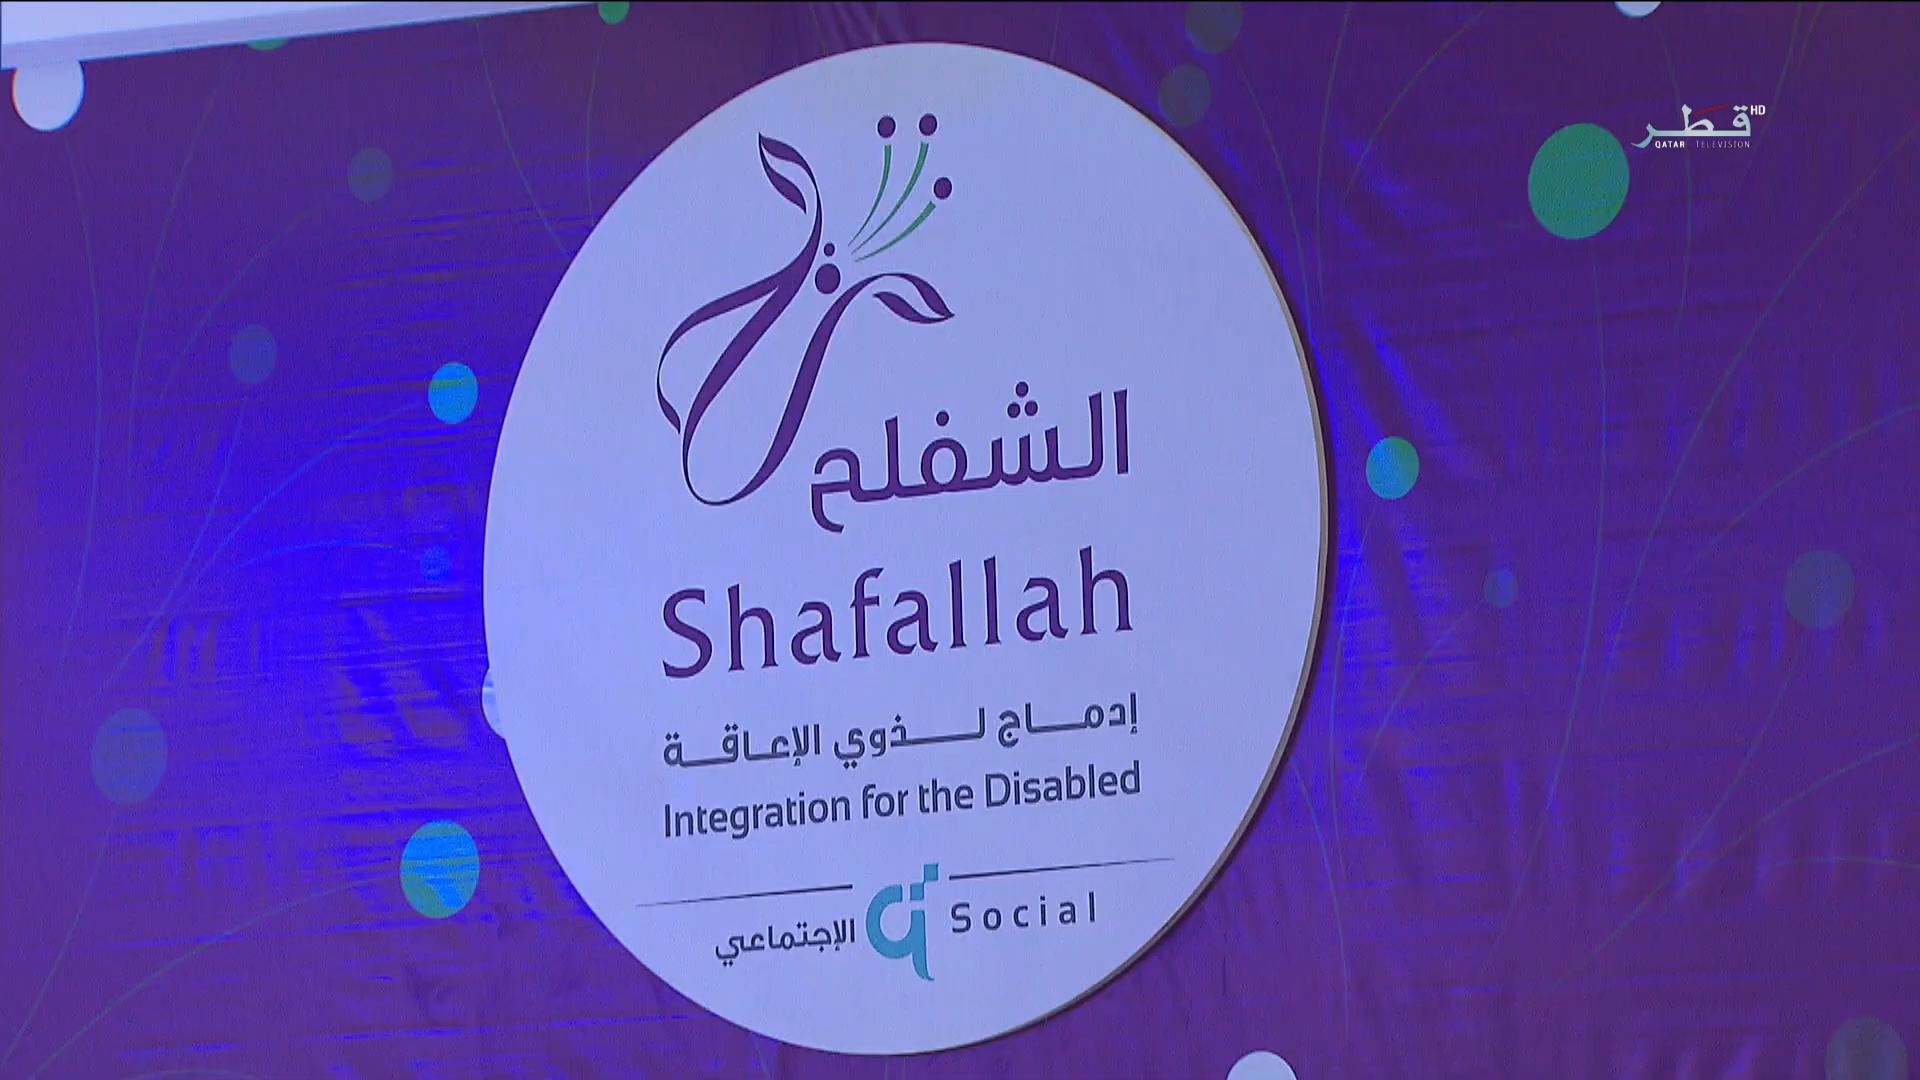 قطر HD
QATAR TELEVISION
الشفلح
Shafallah
إدماج لذوي الإعاقة
Integration for the Disabled
الإجتماعي Social